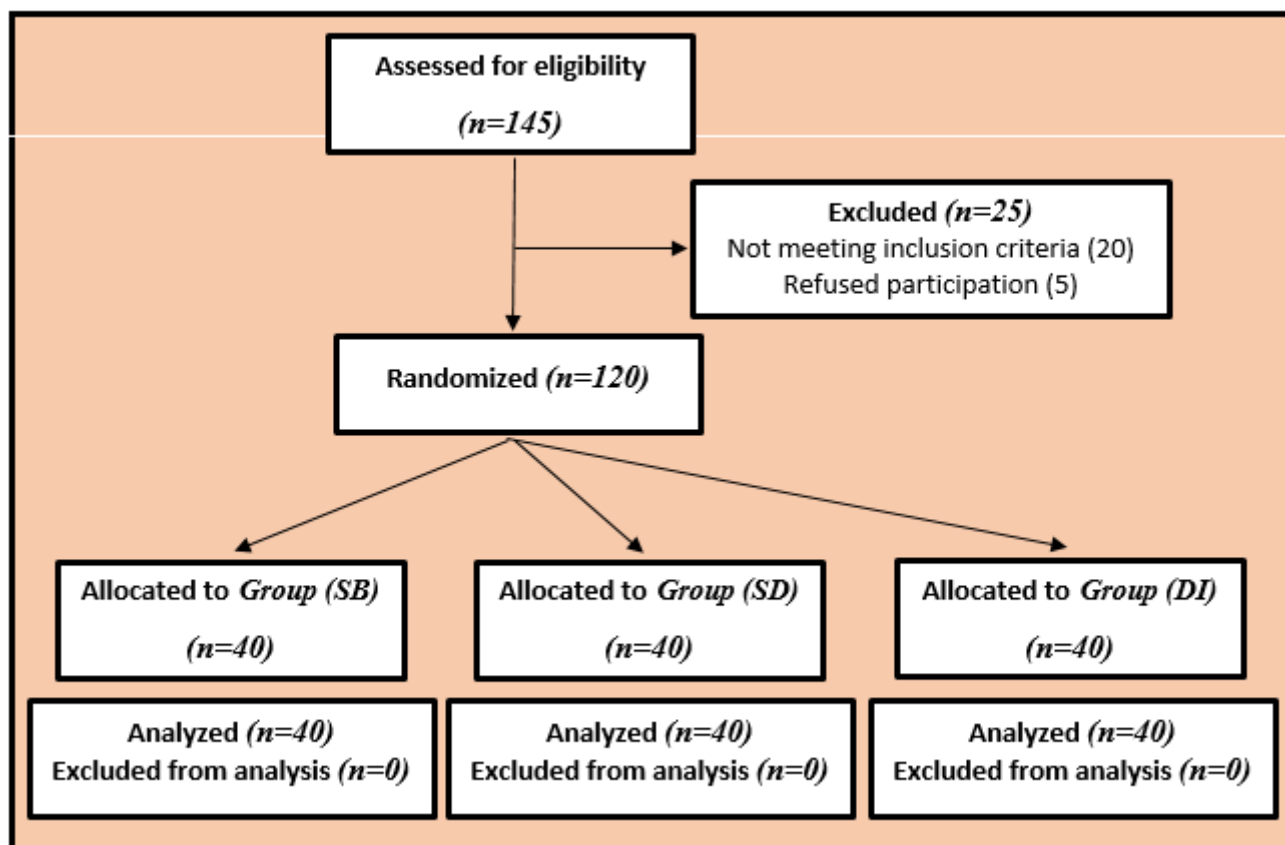 Assessed for eligibility
(n=145)
Excluded (n=25)
Not meeting inclusion criteria (20)
Refused participation (5)
Randomized (n=120)
Allocated to Group (SB)
(n=40)
Allocated to Group (SD)
(n=40)
Allocated to Group (DI)
(n=40)
Analyzed (n=40)
Excluded from analysis (n=0)
Analyzed (n=40)
Excluded from analysis (n=0)
Analyzed (n=40)
Excluded from analysis (n=0)